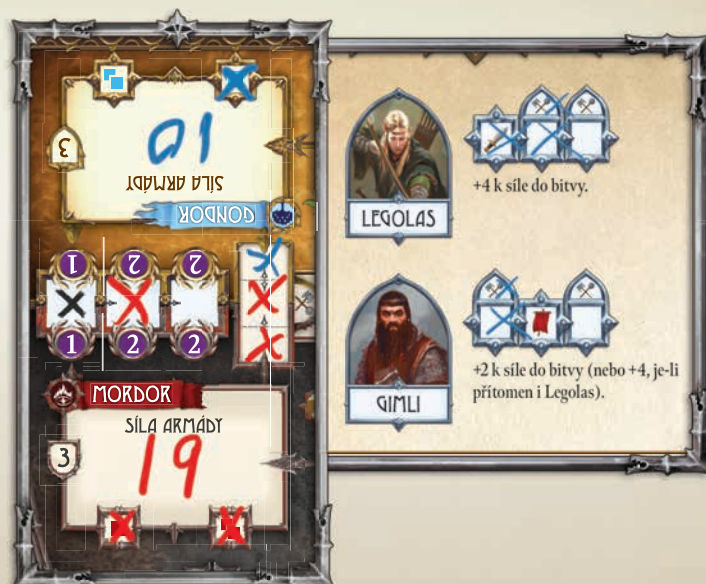 3
10
SÍLA ARMÁDY
GONDOR
1 2 2
1 2 2
MORDOR
SÍLA ARMÁDY
19
3
LEGOLAS
+4 k síle do bitvy.
GIMLI
+2 k síle do bitvy (nebo +4, je-li
přítomen i Legolas).